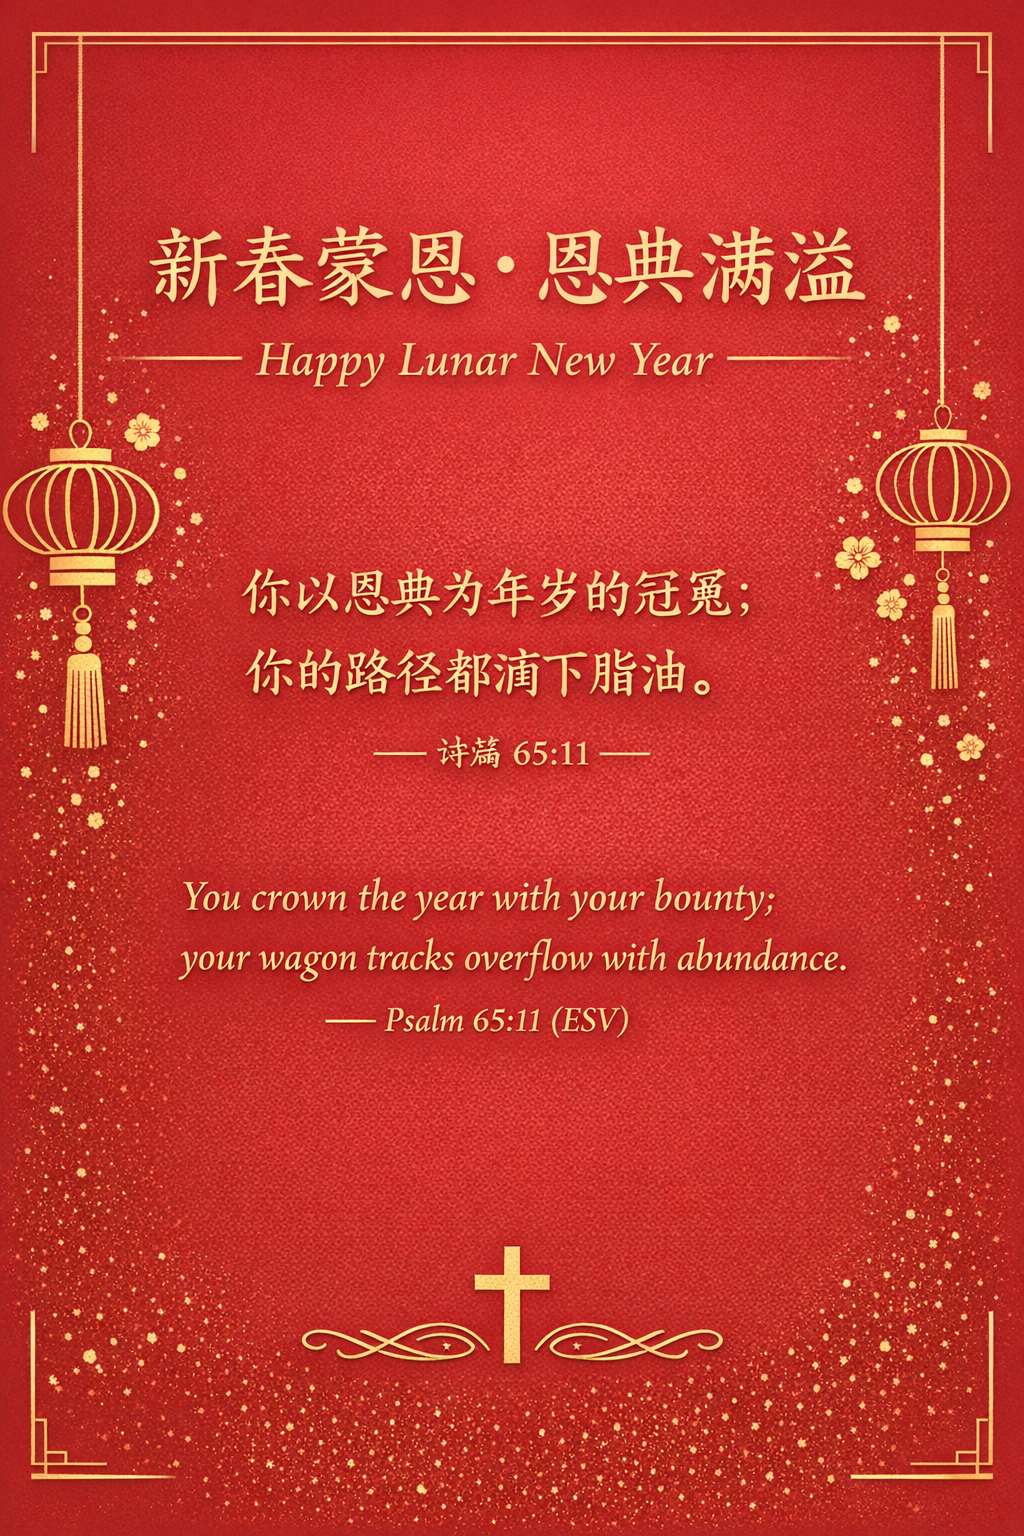 新春蒙恩·恩典满溢
Happy Lunar New Year
你以恩典为年岁的冠冕；
你的路径都滴下脂油。
诗篇 65:11
You crown the year with your bounty;
your wagon tracks overflow with abundance.
— Psalm 65:11 (ESV)